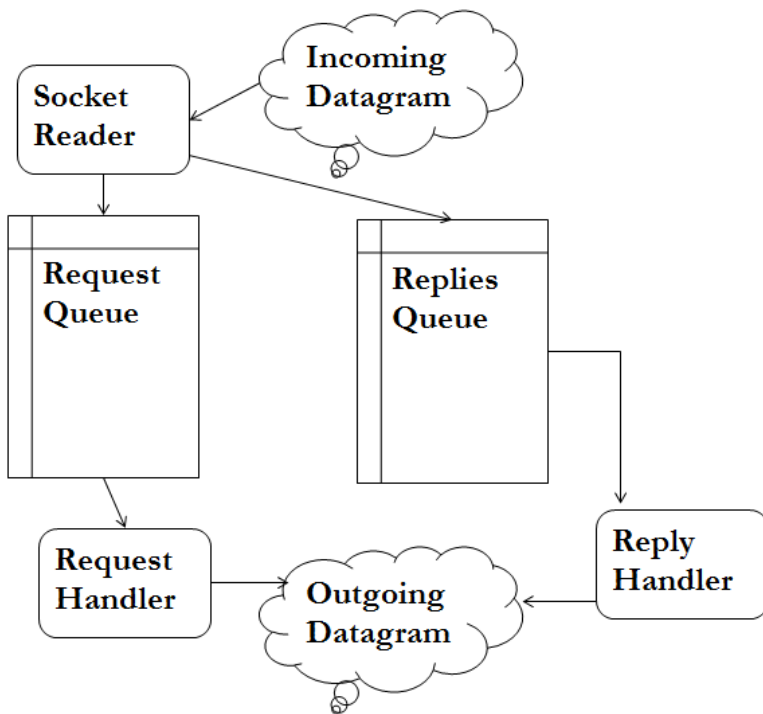 Incoming
Datagram
Socket
Reader
Request
Queue
Replies
Queue
Request
Handler
Outgoing
Datagram
Reply
Handler